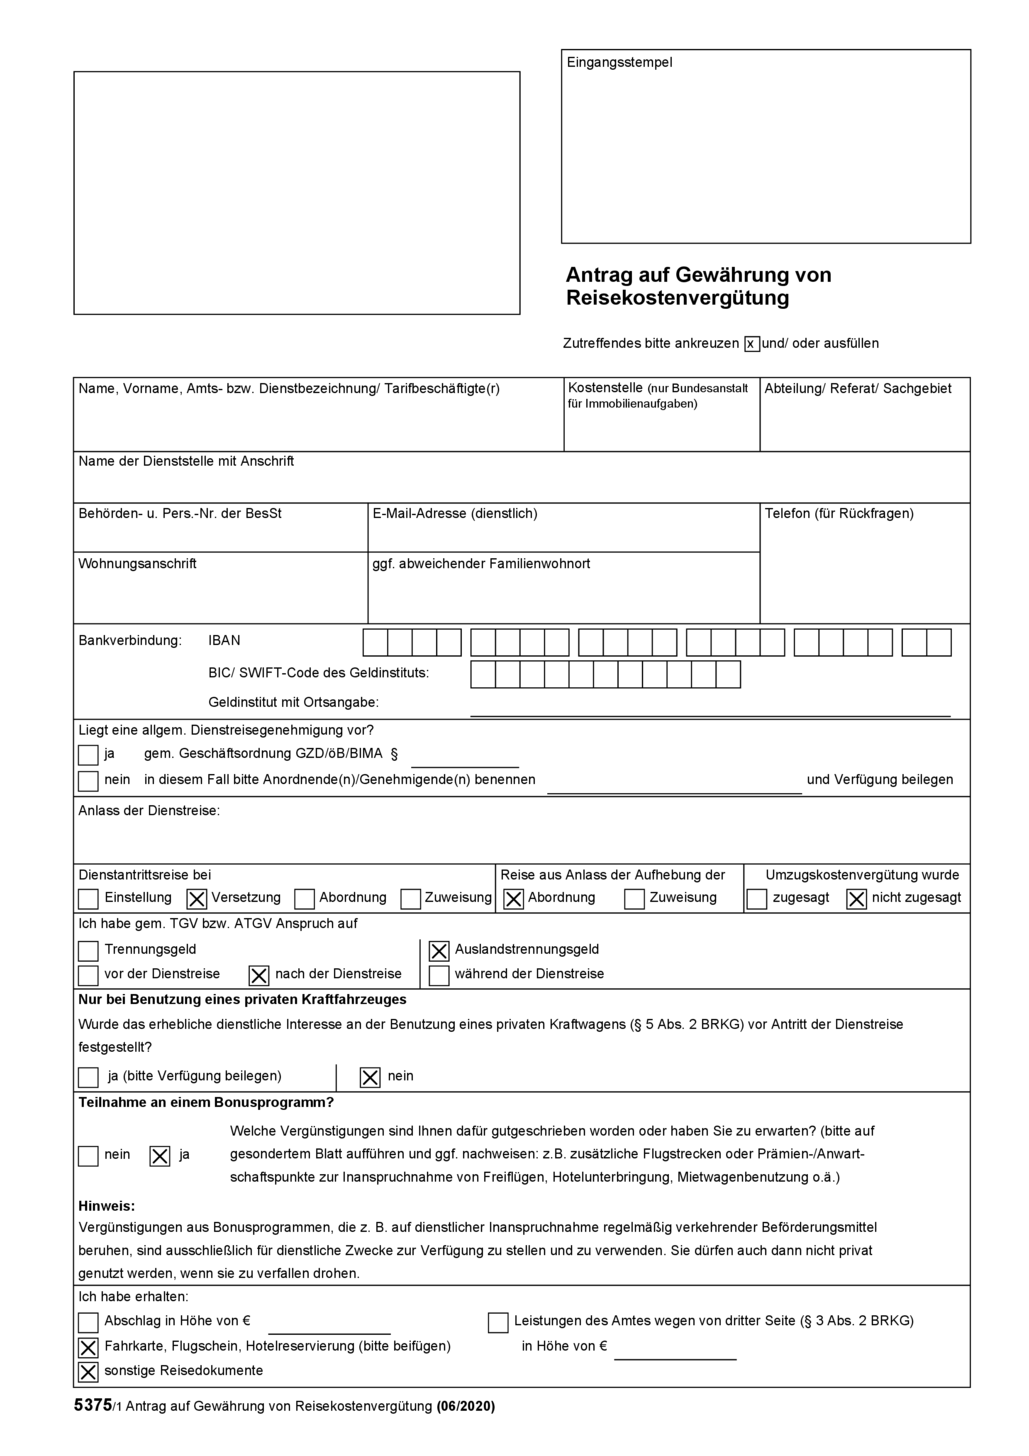 Eingangsstempel
Antrag auf Gewährung von
Reisekostenvergütung
Zutreffendes bitte ankreuzen x und/ oder ausfüllen
Name, Vorname, Amts- bzw. Dienstbezeichnung/ Tarifbeschäftigte(r)
Kostenstelle (nur Bundesanstalt
für Immobilienaufgaben)
Abteilung/ Referat/ Sachgebiet
Name der Dienststelle mit Anschrift
Behörden- u. Pers.-Nr. der BesSt
E-Mail-Adresse (dienstlich)
Telefon (für Rückfragen)
Wohnungsanschrift
ggf. abweichender Familienwohnort
Bankverbindung: IBAN
BIC/ SWIFT-Code des Geldinstituts:
Geldinstitut mit Ortsangabe:
Liegt eine allgem. Dienstreisegenehmigung vor?
ja gem. Geschäftsordnung GZD/öB/BIMA §
nein in diesem Fall bitte Anordnende(n)/Genehmigende(n) benennen und Verfügung beilegen
Anlass der Dienstreise:
Dienstantrittsreise bei
Einstellung Versetzung Abordnung Zuweisung
Reise aus Anlass der Aufhebung der
Abordnung Zuweisung
Umzugskostenvergütung wurde
zugesagt nicht zugesagt
Ich habe gem. TGV bzw. ATGV Anspruch auf
Trennungsgeld Auslandstrennungsgeld
vor der Dienstreise nach der Dienstreise während der Dienstreise
Nur bei Benutzung eines privaten Kraftfahrzeuges
Wurde das erhebliche dienstliche Interesse an der Benutzung eines privaten Kraftwagens (§ 5 Abs. 2 BRKG) vor Antritt der Dienstreise
festgestellt?
ja (bitte Verfügung beilegen) nein
Teilnahme an einem Bonusprogramm?
nein ja
Welche Vergünstigungen sind Ihnen dafür gutgeschrieben worden oder haben Sie zu erwarten? (bitte auf
gesondertem Blatt aufführen und ggf. nachweisen: z.B. zusätzliche Flugstrecken oder Prämien-/Anwart-
schaftspunkte zur Inanspruchnahme von Freiflügen, Hotelunterbringung, Mietwagenbenutzung o.ä.)
Hinweis:
Vergünstigungen aus Bonusprogrammen, die z. B. auf dienstlicher Inanspruchnahme regelmäßig verkehrender Beförderungsmittel
beruhen, sind ausschließlich für dienstliche Zwecke zur Verfügung zu stellen und zu verwenden. Sie dürfen auch dann nicht privat
genutzt werden, wenn sie zu verfallen drohen.
Ich habe erhalten:
Abschlag in Höhe von €
Fahrkarte, Flugschein, Hotelreservierung (bitte beifügen)
sonstige Reisedokumente
Leistungen des Amtes wegen von dritter Seite (§ 3 Abs. 2 BRKG)
in Höhe von €
5375/1 Antrag auf Gewährung von Reisekostenvergütung (06/2020)